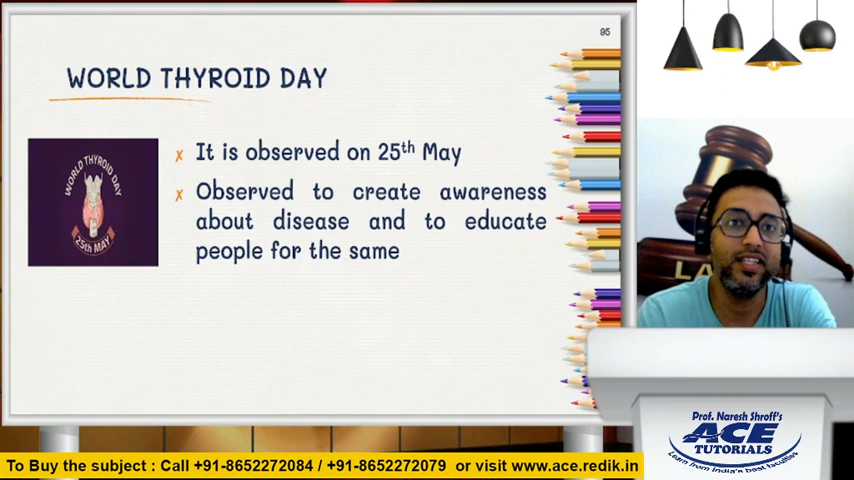 95
WORLD THYROID DAY
WORLD THYROID DAY
25th MAY
It is observed on 25th May
Observed to create awareness
about disease and to educate
people for the same
LA
Prof. Naresh Shroff's
ACE
TUTORIALS
Learn from India's best faculties
To Buy the subject : Call +91-8652272084 / +91-8652272079 or visit www.ace.redik.in